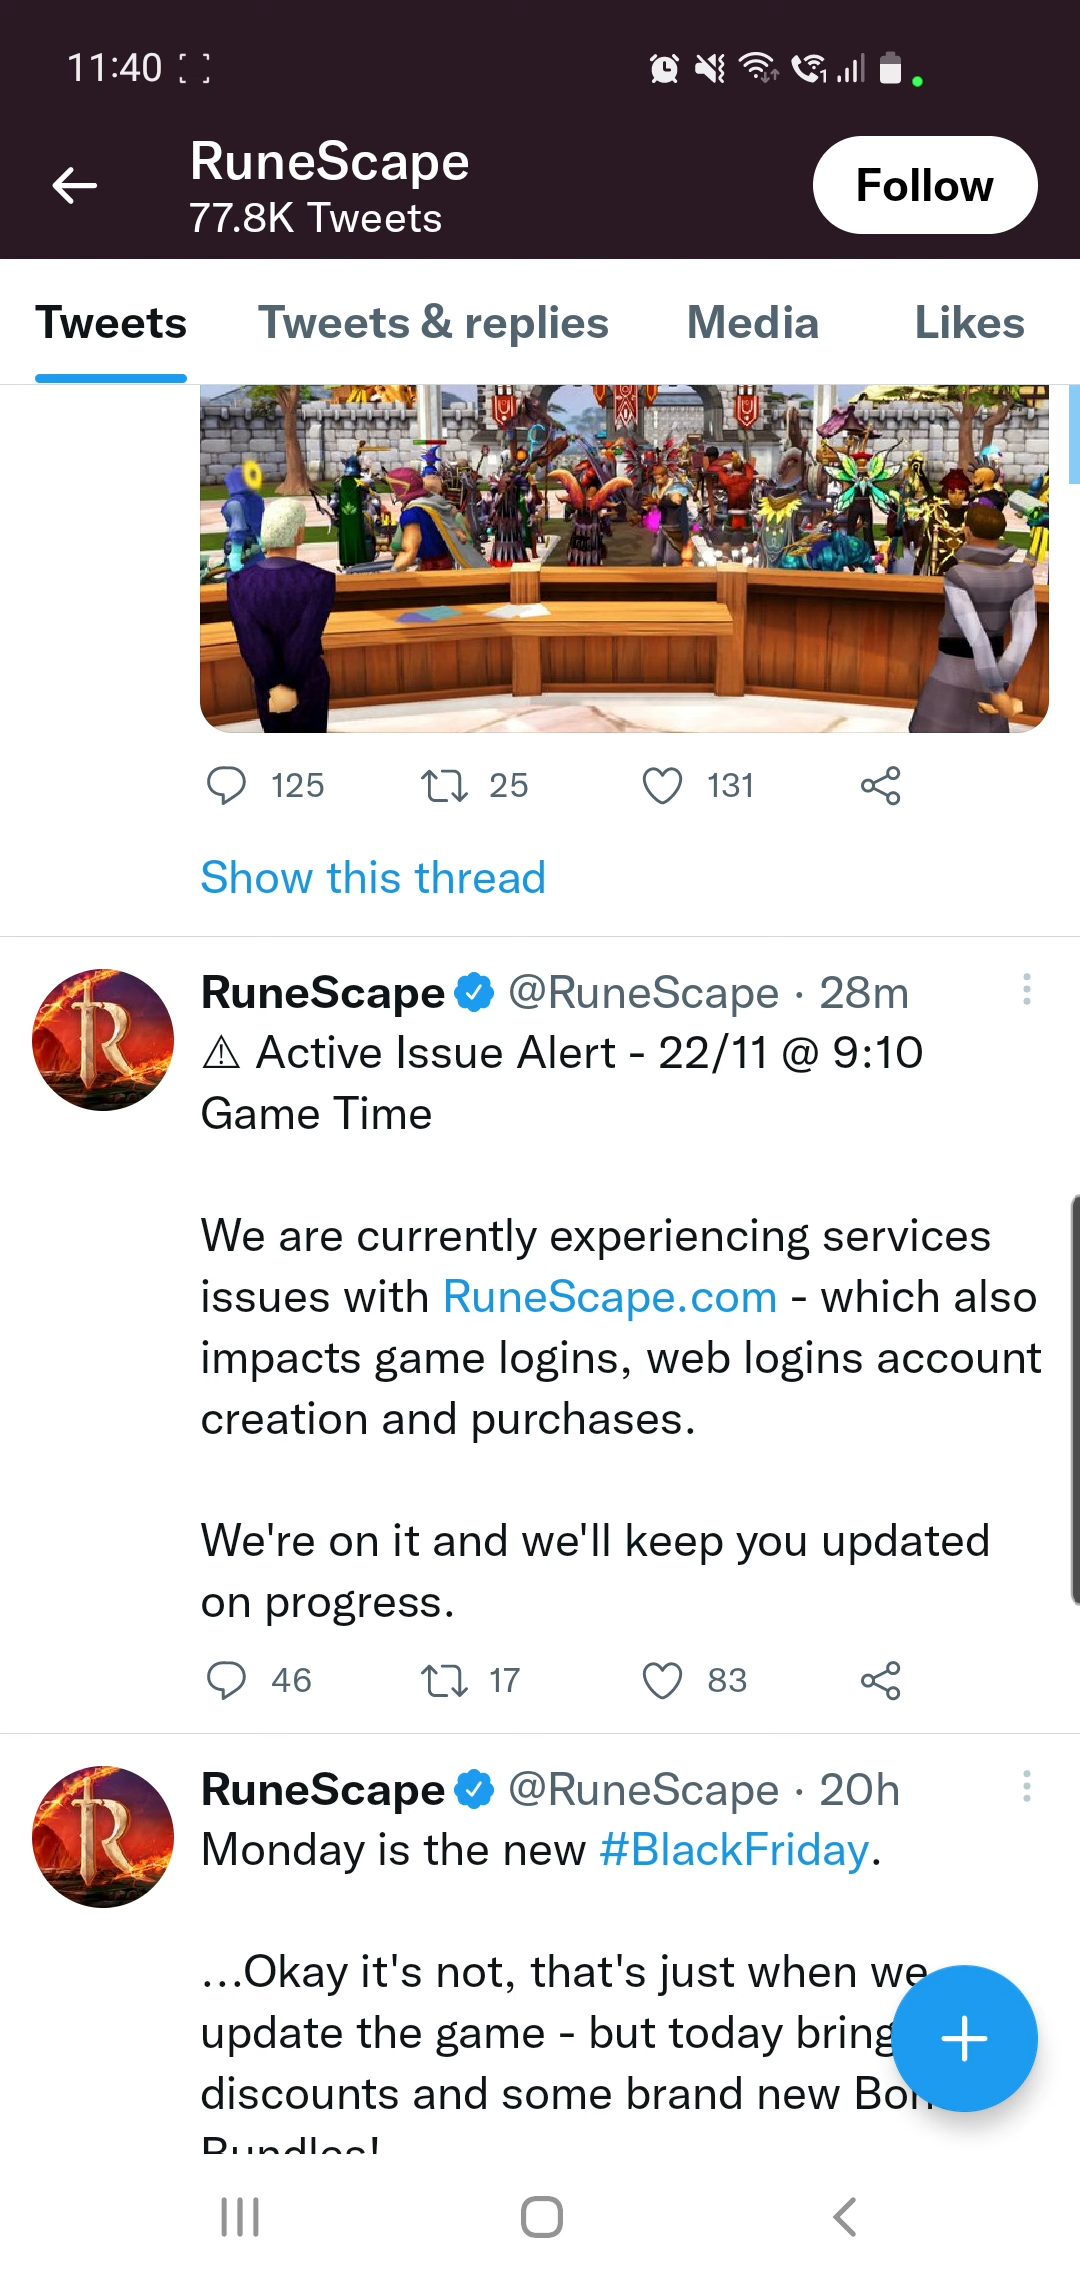 11:40
RuneScape
77.8K Tweets
Follow
Tweets
Tweets & replies
Media
Likes
125
25
131
Show this thread
RuneScape @RuneScape · 28m
⚠ Active Issue Alert - 22/11 @ 9:10
Game Time
We are currently experiencing services
issues with RuneScape.com - which also
impacts game logins, web logins account
creation and purchases.
We're on it and we'll keep you updated
on progress.
46
17
83
RuneScape @RuneScape · 20h
Monday is the new #BlackFriday.
...Okay it's not, that's just when we
update the game - but today bring
discounts and some brand new Bon
Bundles!